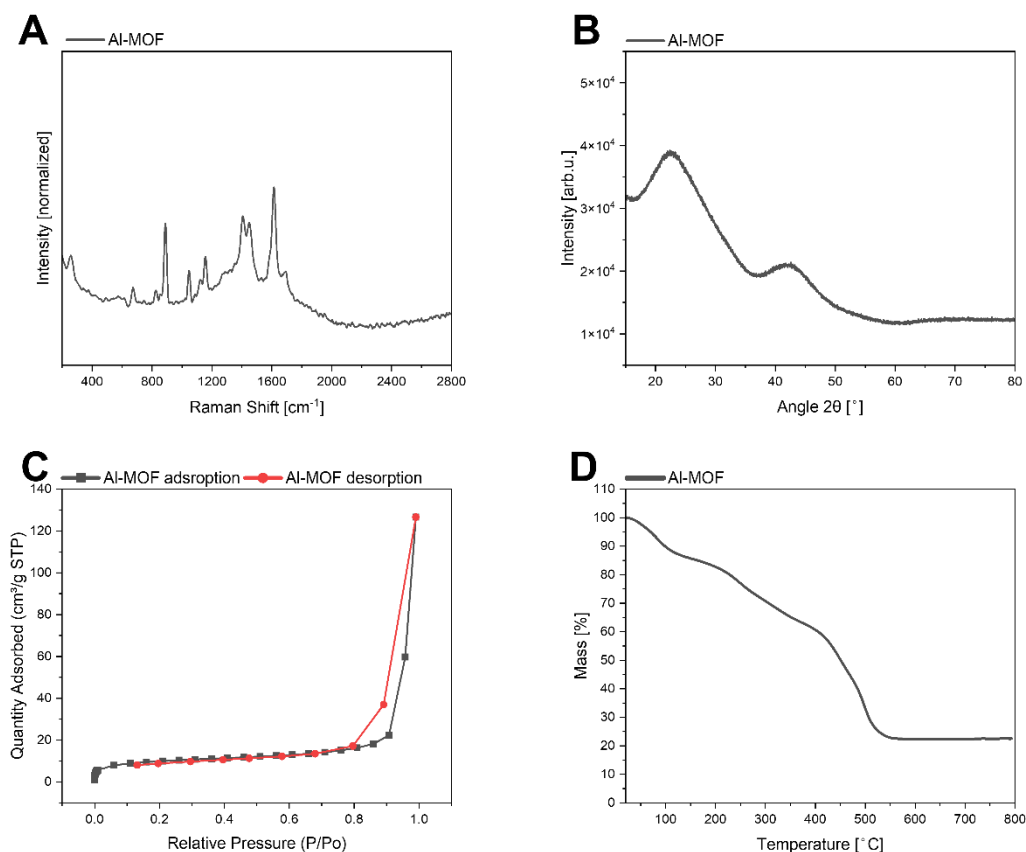 A
Al-MOF
Intensity [normalized]
400 800 1200 1600 2000 2400 2800
Raman Shift [cm⁻¹]
B
Al-MOF
5×10⁴
4×10⁴
3×10⁴
2×10⁴
1×10⁴
Intensity [arb.u.]
20 30 40 50 60 70 80
Angle 2θ [°]
C
Al-MOF adsroption Al-MOF desorption
140
120
100
80
60
40
20
0
Quantity Adsorbed (cm³/g STP)
0.0 0.2 0.4 0.6 0.8 1.0
Relative Pressure (P/Po)
D
Al-MOF
110
100
90
80
70
60
50
40
30
20
10
0
Mass [%]
100 200 300 400 500 600 700 800
Temperature [°C]